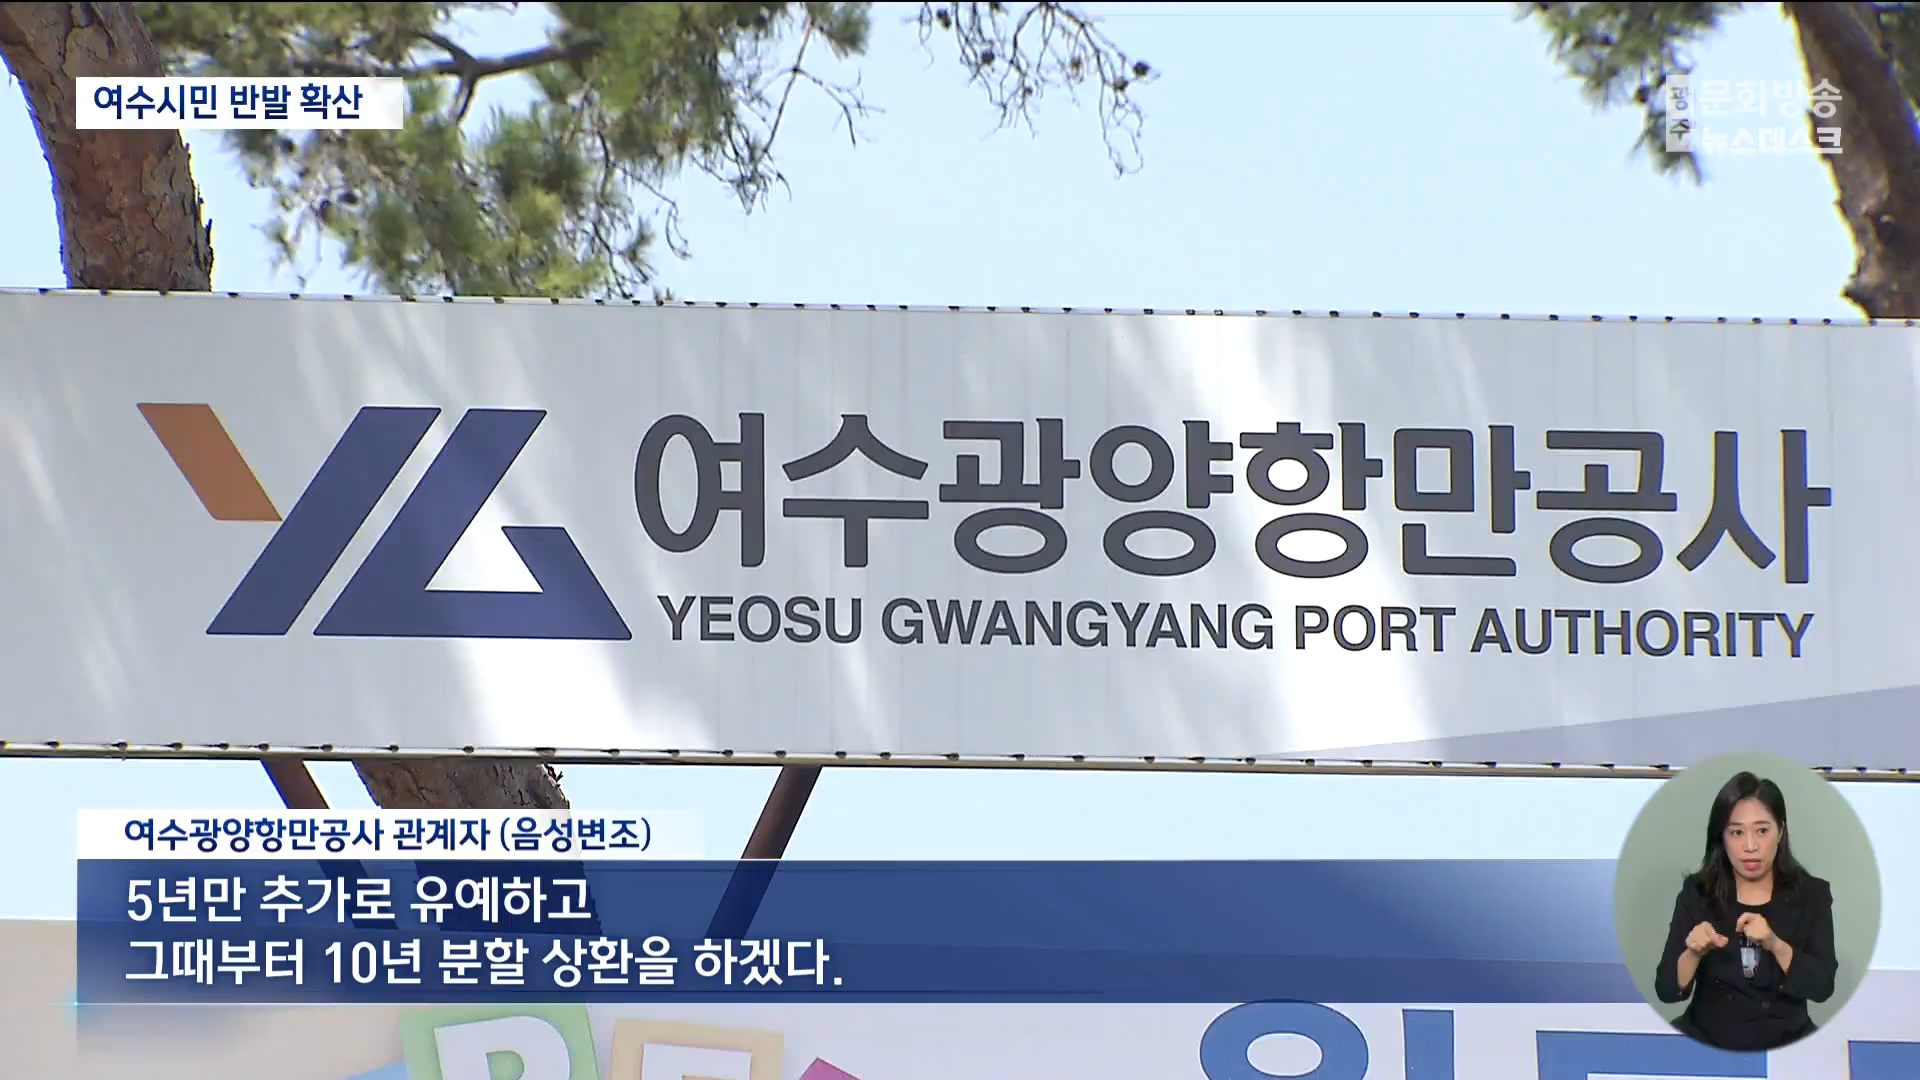 여수시민 반발 확산
광주
문화방송
뉴스데스크
여수광양항만공사
YEOSU GWANGYANG PORT AUTHORITY
여수광양항만공사 관계자 (음성변조)
5년만 추가로 유예하고
그때부터 10년 분할 상환을 하겠다.